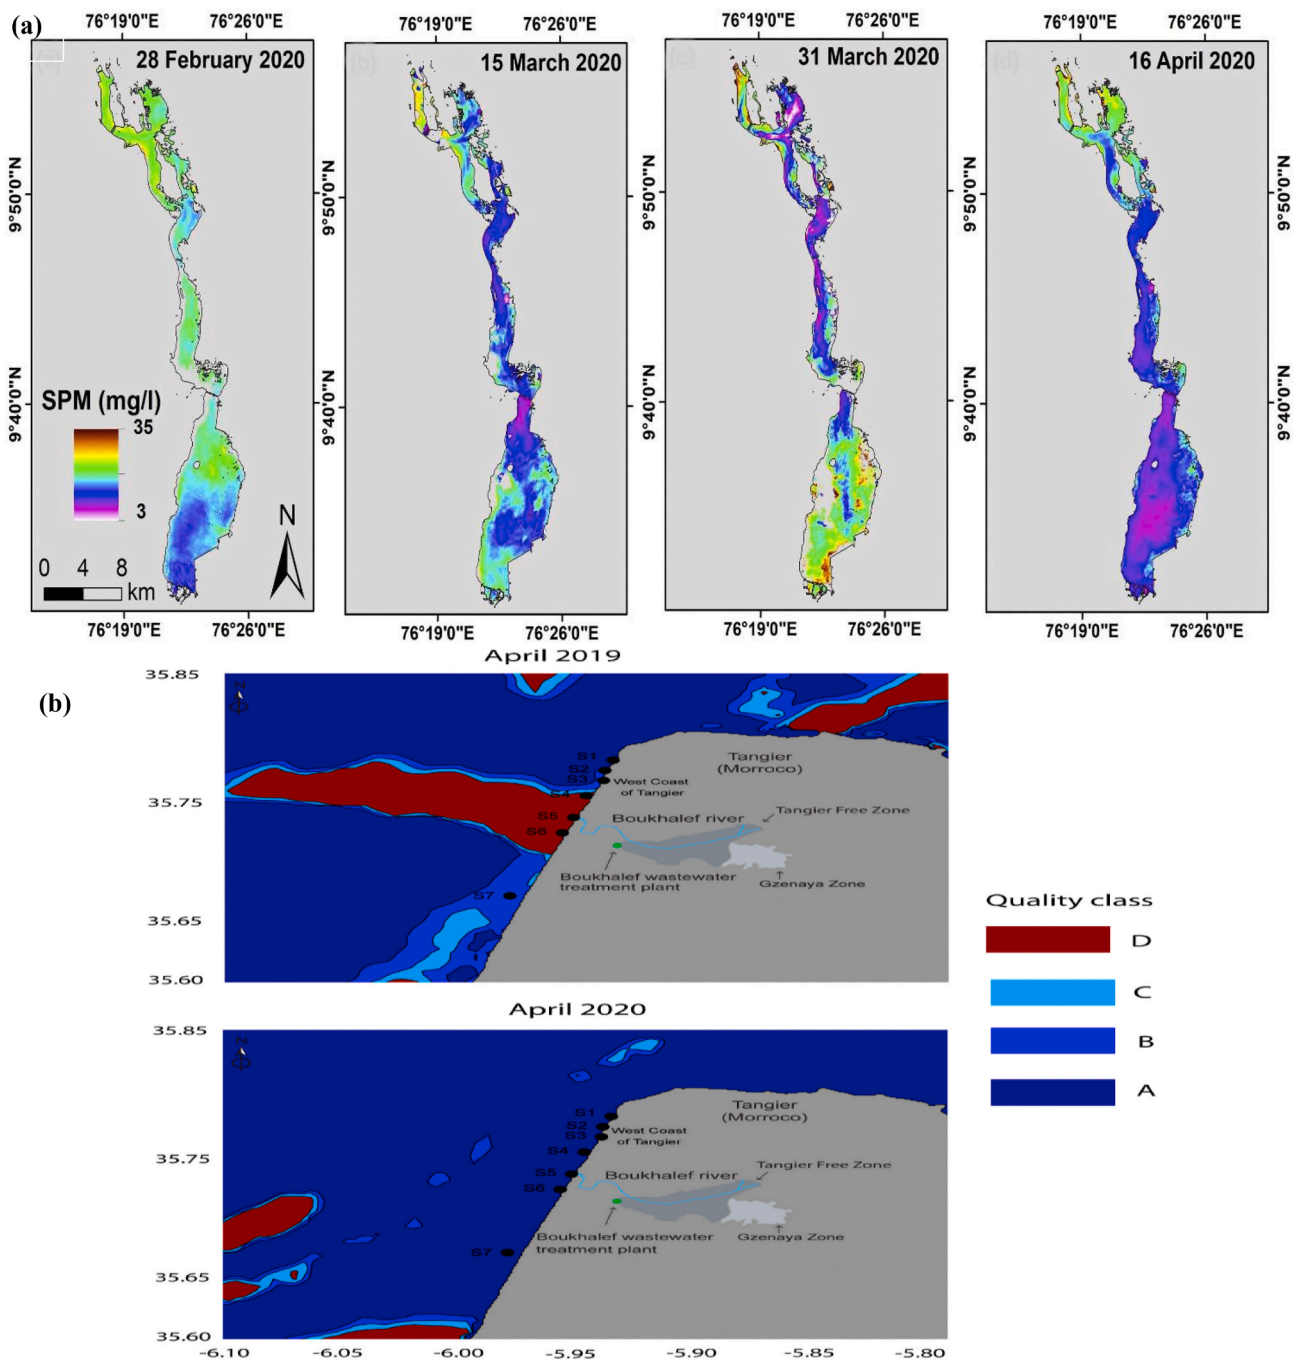 (a)
76°19'0"E 76°26'0"E 76°19'0"E 76°26'0"E 76°19'0"E 76°26'0"E 76°19'0"E 76°26'0"E
28 February 2020
(b)
15 March 2020
(c)
31 March 2020
(d)
16 April 2020
9°50'0"N 9°50'0"N 9°50'0"N 9°50'0"N
9°40'0"N 9°40'0"N 9°40'0"N 9°40'0"N
SPM (mg/l)
35
3
N
0 4 8
km
76°19'0"E 76°26'0"E 76°19'0"E 76°26'0"E 76°19'0"E 76°26'0"E 76°19'0"E 76°26'0"E
(b)
April 2019
35.85
35.75
35.65
35.60
N
S1
S2
S3
S4
S5
S6
S7
Tangier
(Morroco)
West Coast
of Tangier
Boukhalef river
Tangier Free Zone
Boukhalef wastewater
treatment plant
Gzenaya Zone
Quality class
D
C
B
A
April 2020
35.85
35.75
35.65
35.60
N
S1
S2
S3
S4
S5
S6
S7
Tangier
(Morroco)
West Coast
of Tangier
Boukhalef river
Tangier Free Zone
Boukhalef wastewater
treatment plant
Gzenaya Zone
-6.10 -6.05 -6.00 -5.95 -5.90 -5.85 -5.80